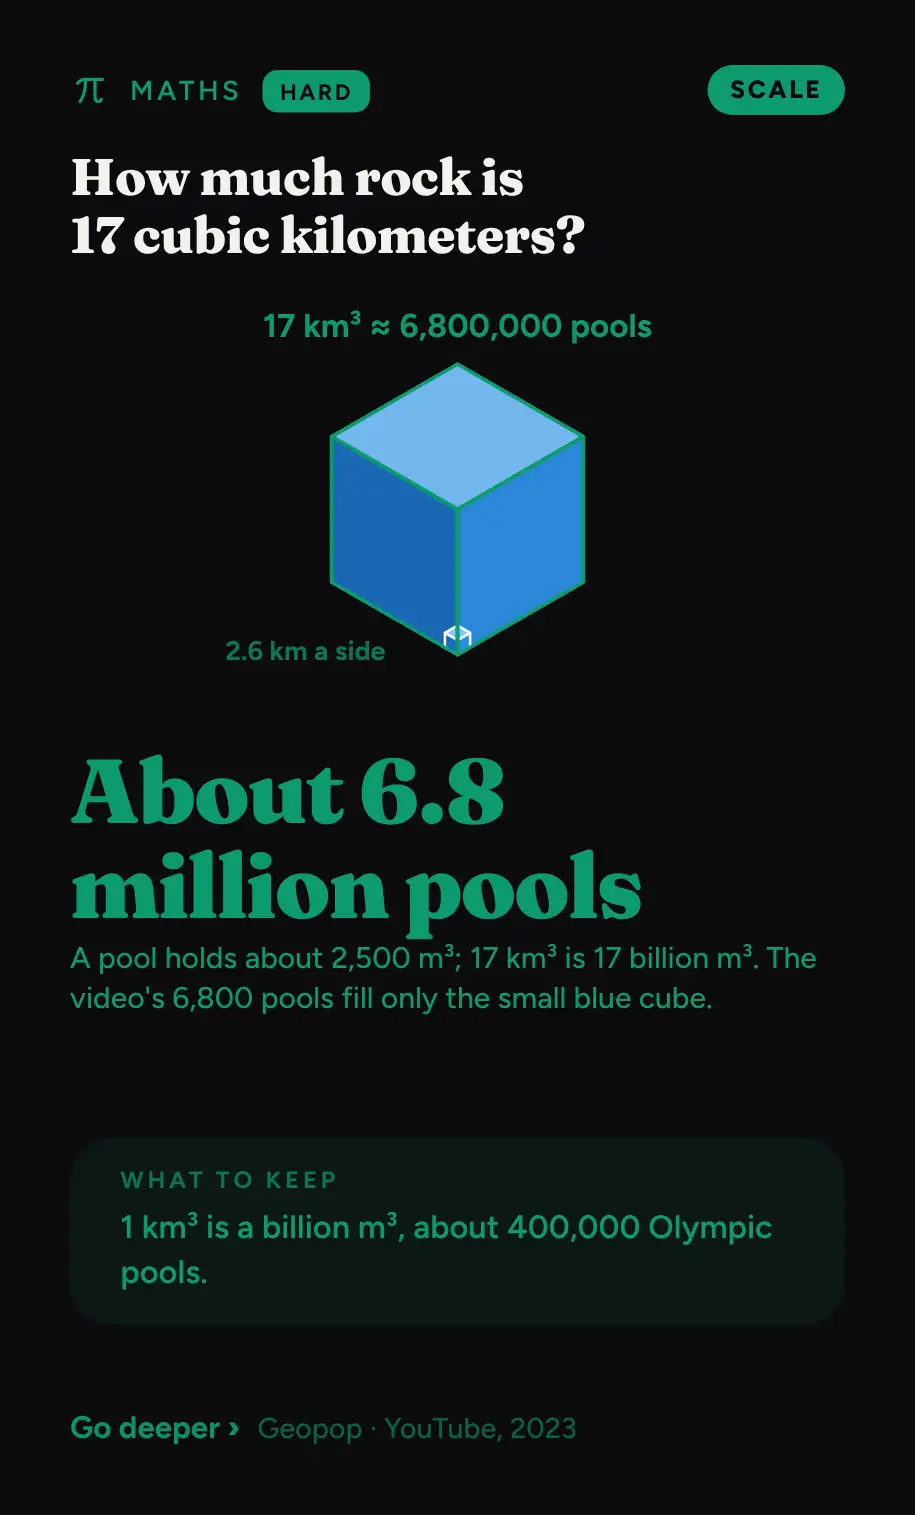 π MATHS HARD SCALE
How much rock is
17 cubic kilometers?
17 km³ ≈ 6,800,000 pools
2.6 km a side
About 6.8
million pools
A pool holds about 2,500 m³; 17 km³ is 17 billion m³. The
video's 6,800 pools fill only the small blue cube.
WHAT TO KEEP
1 km³ is a billion m³, about 400,000 Olympic
pools.
Go deeper › Geopop · YouTube, 2023